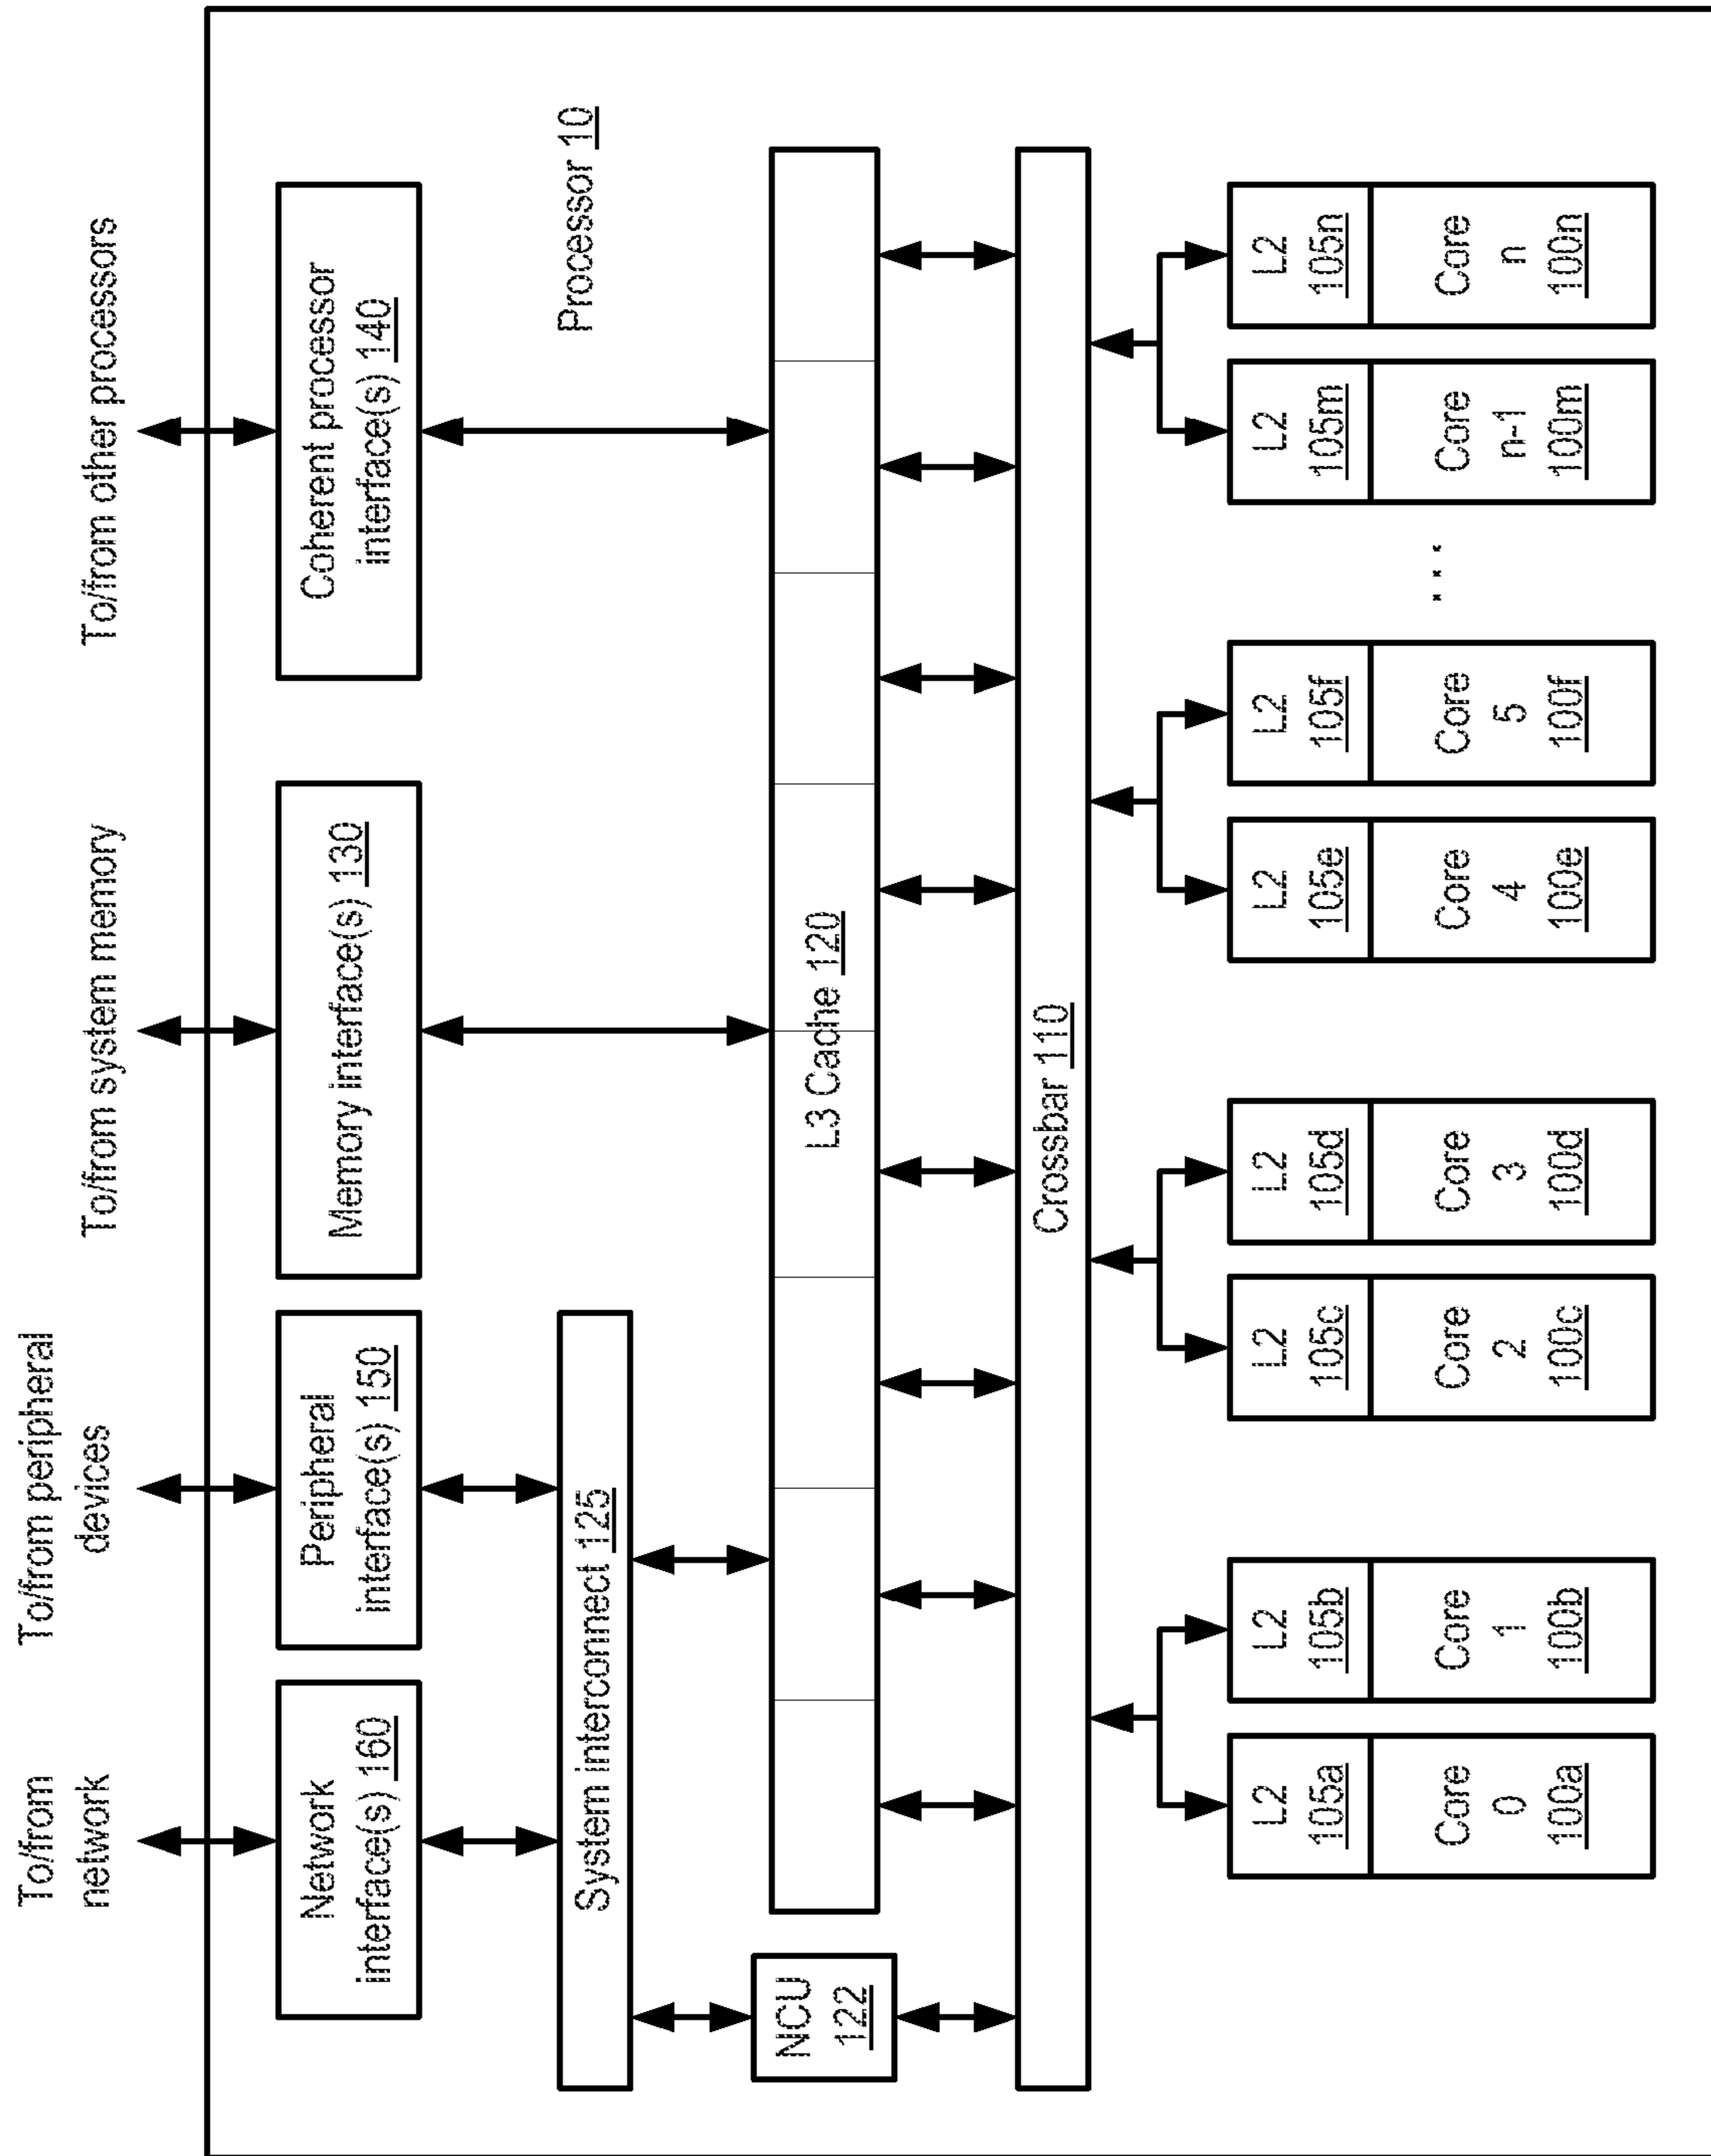 To/from
network
To/from peripheral
devices
To/from system memory
To/from other processors
Network
interface(s) 160
Peripheral
interface(s) 150
Memory interface(s) 130
Coherent processor
interface(s) 140
System interconnect 125
Processor 10
NCU
122
L3 Cache 120
Crossbar 110
L2
105a
Core
0
100a
L2
105b
Core
1
100b
L2
105c
Core
2
100c
L2
105d
Core
3
100d
L2
105e
Core
4
100e
L2
105f
Core
5
100f
...
L2
105m
Core
n-1
100m
L2
105n
Core
n
100n